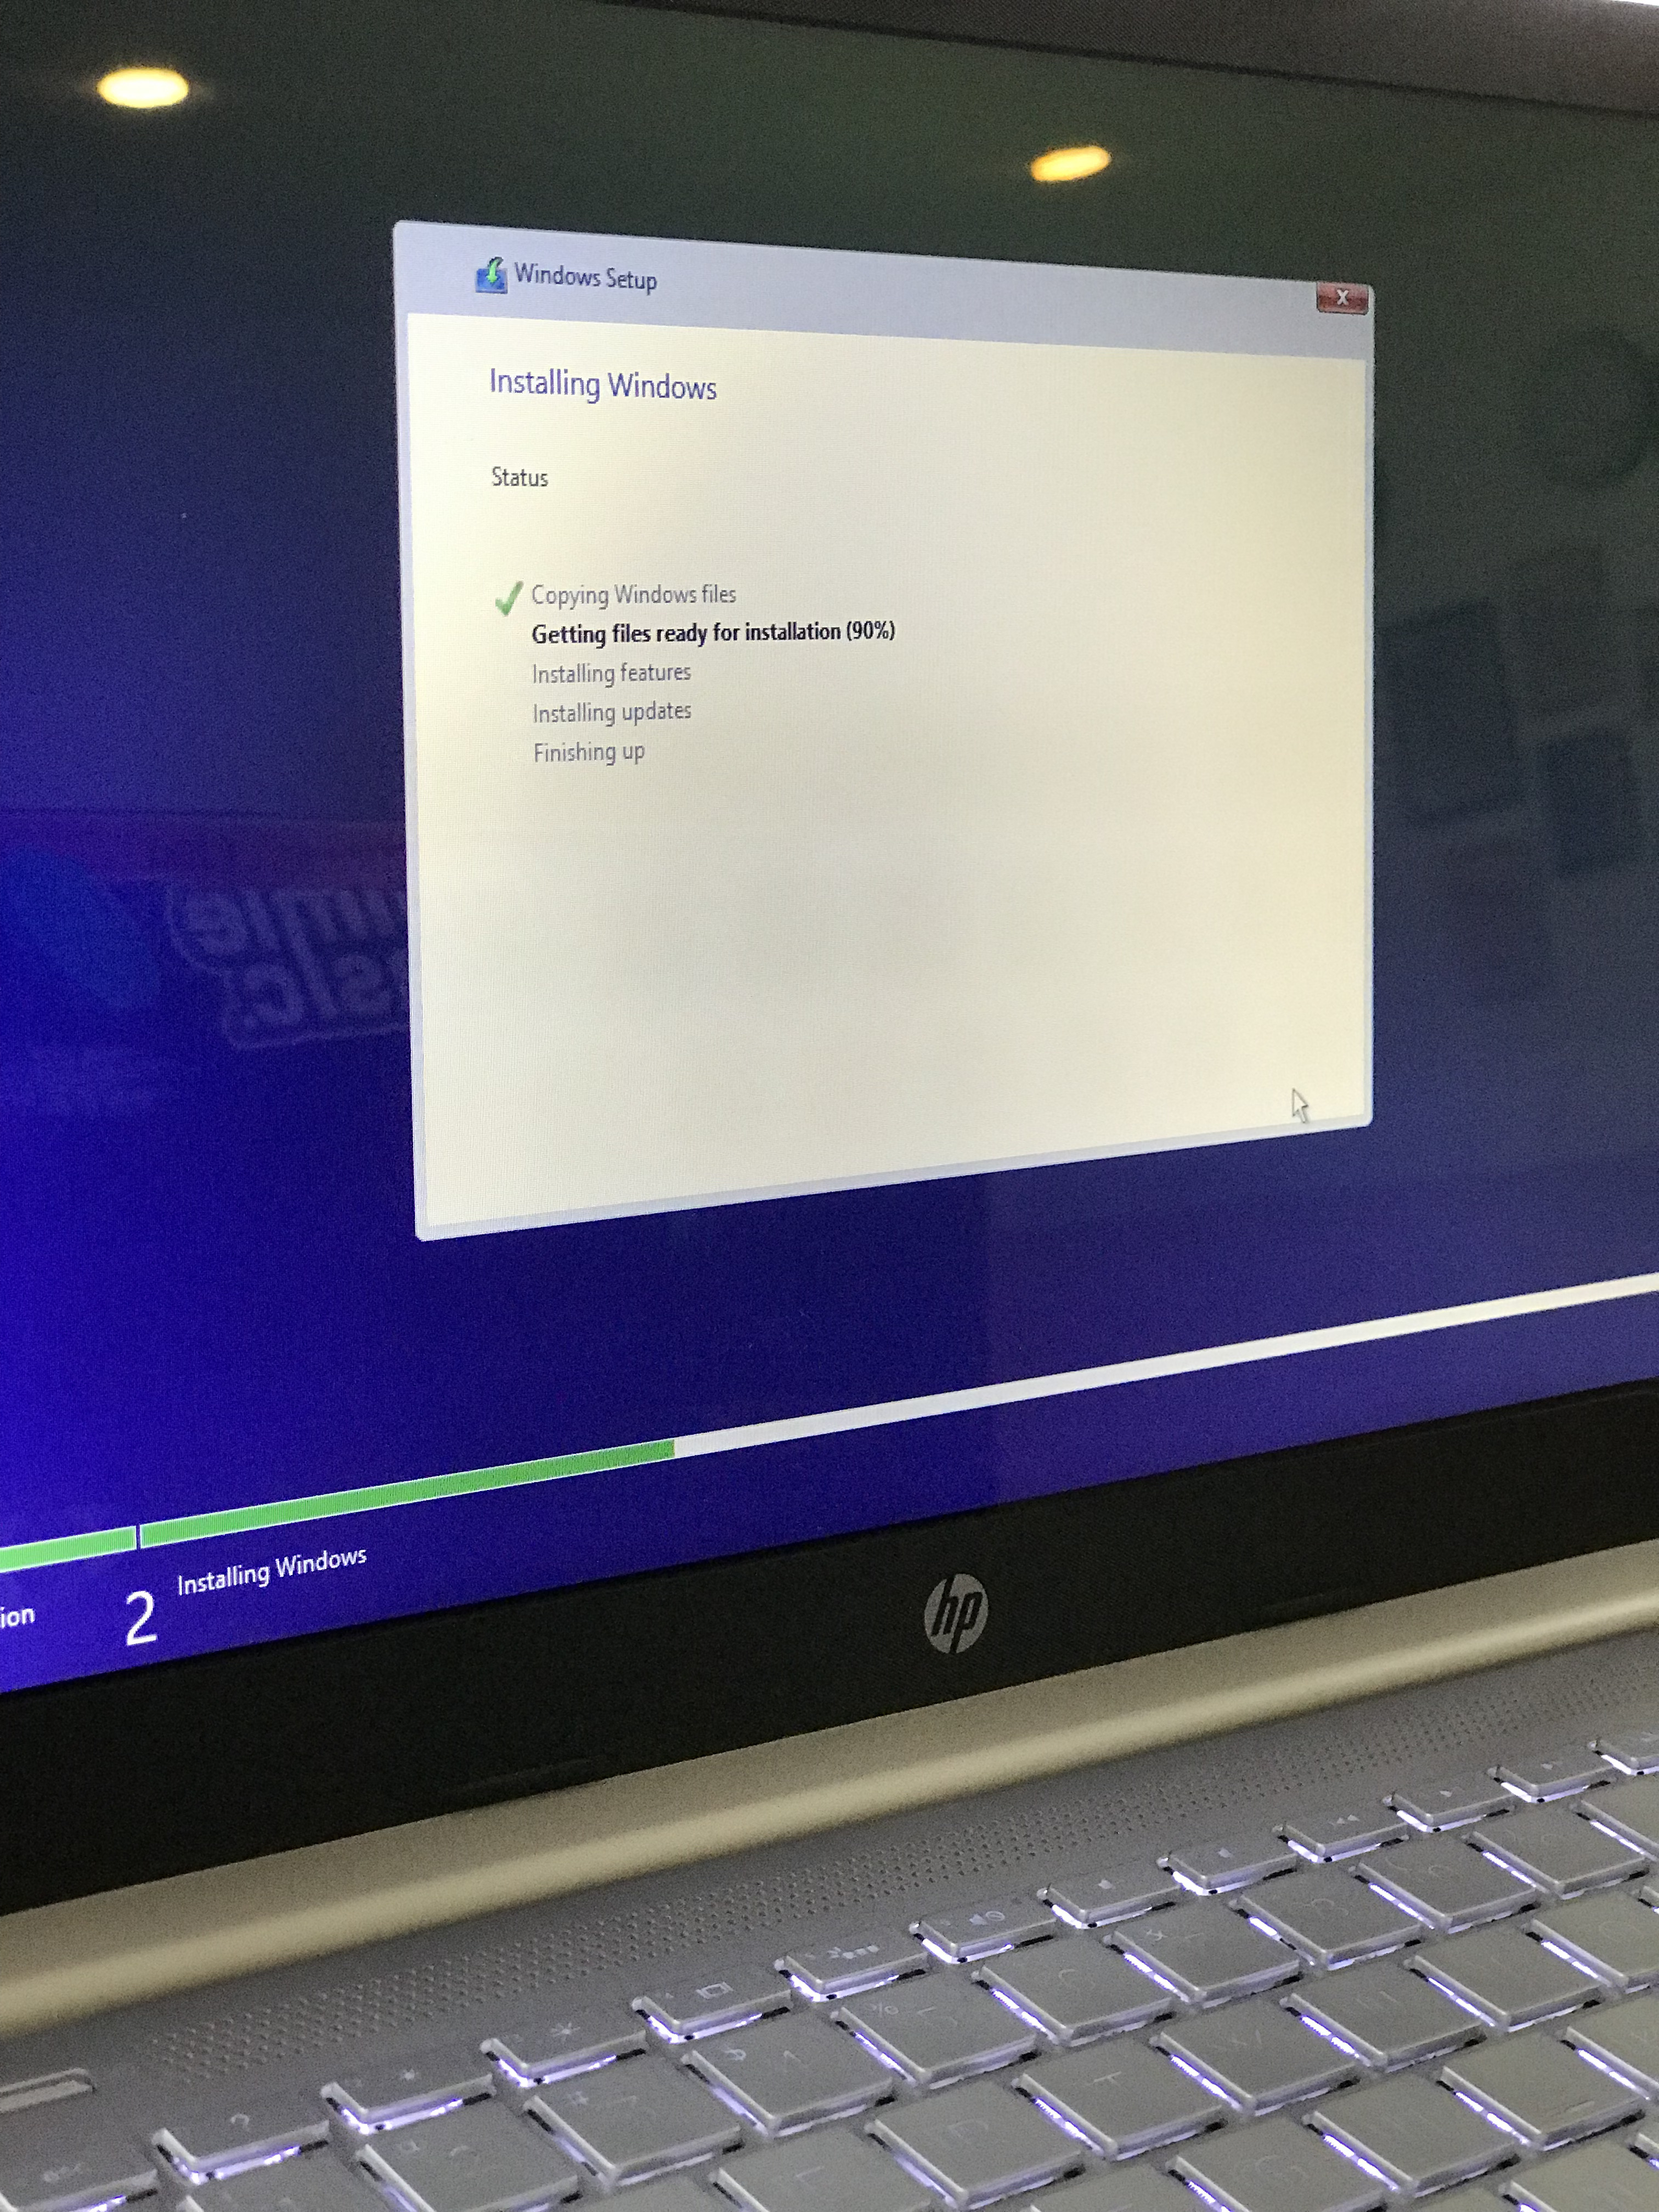 Windows Setup
X
Installing Windows
Status
Copying Windows files
Getting files ready for installation (90%)
Installing features
Installing updates
Finishing up
ion
2 Installing Windows
hp